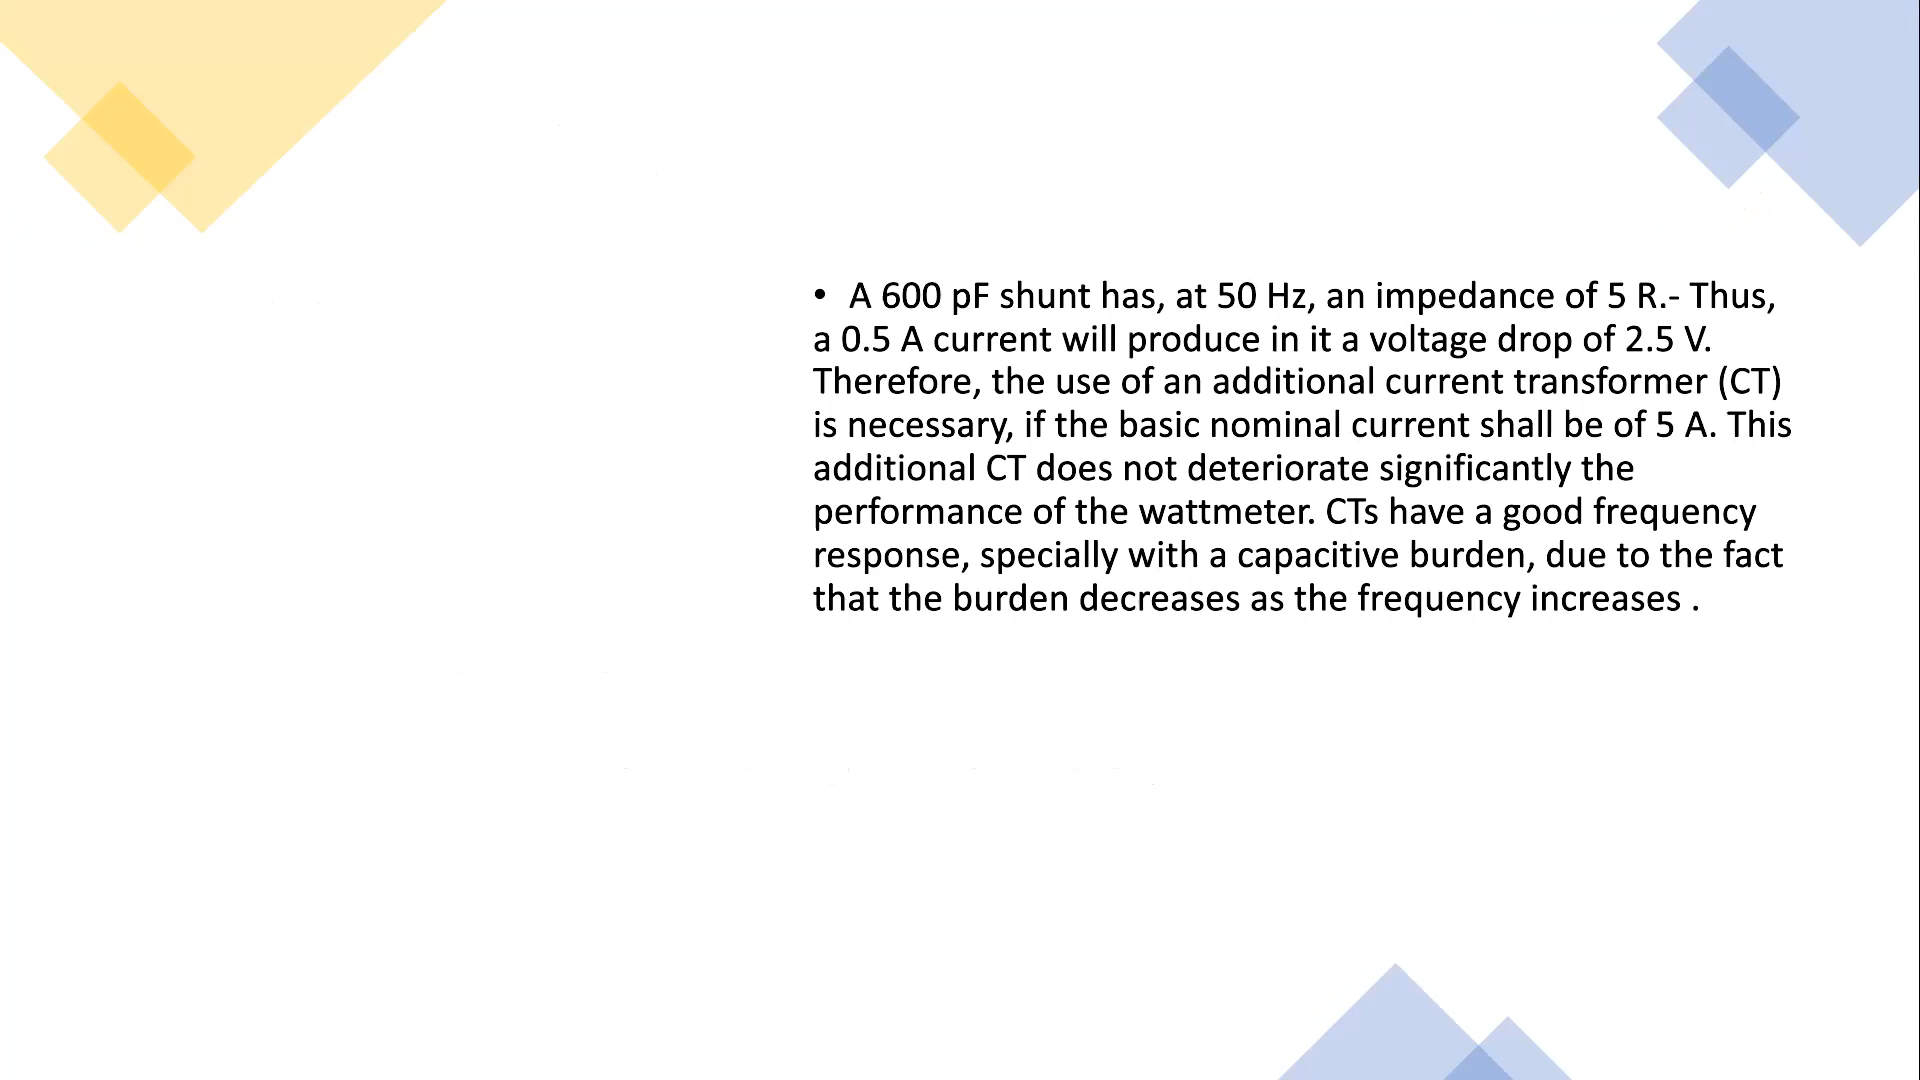 • A 600 pF shunt has, at 50 Hz, an impedance of 5 R.- Thus,
a 0.5 A current will produce in it a voltage drop of 2.5 V.
Therefore, the use of an additional current transformer (CT)
is necessary, if the basic nominal current shall be of 5 A. This
additional CT does not deteriorate significantly the
performance of the wattmeter. CTs have a good frequency
response, specially with a capacitive burden, due to the fact
that the burden decreases as the frequency increases .